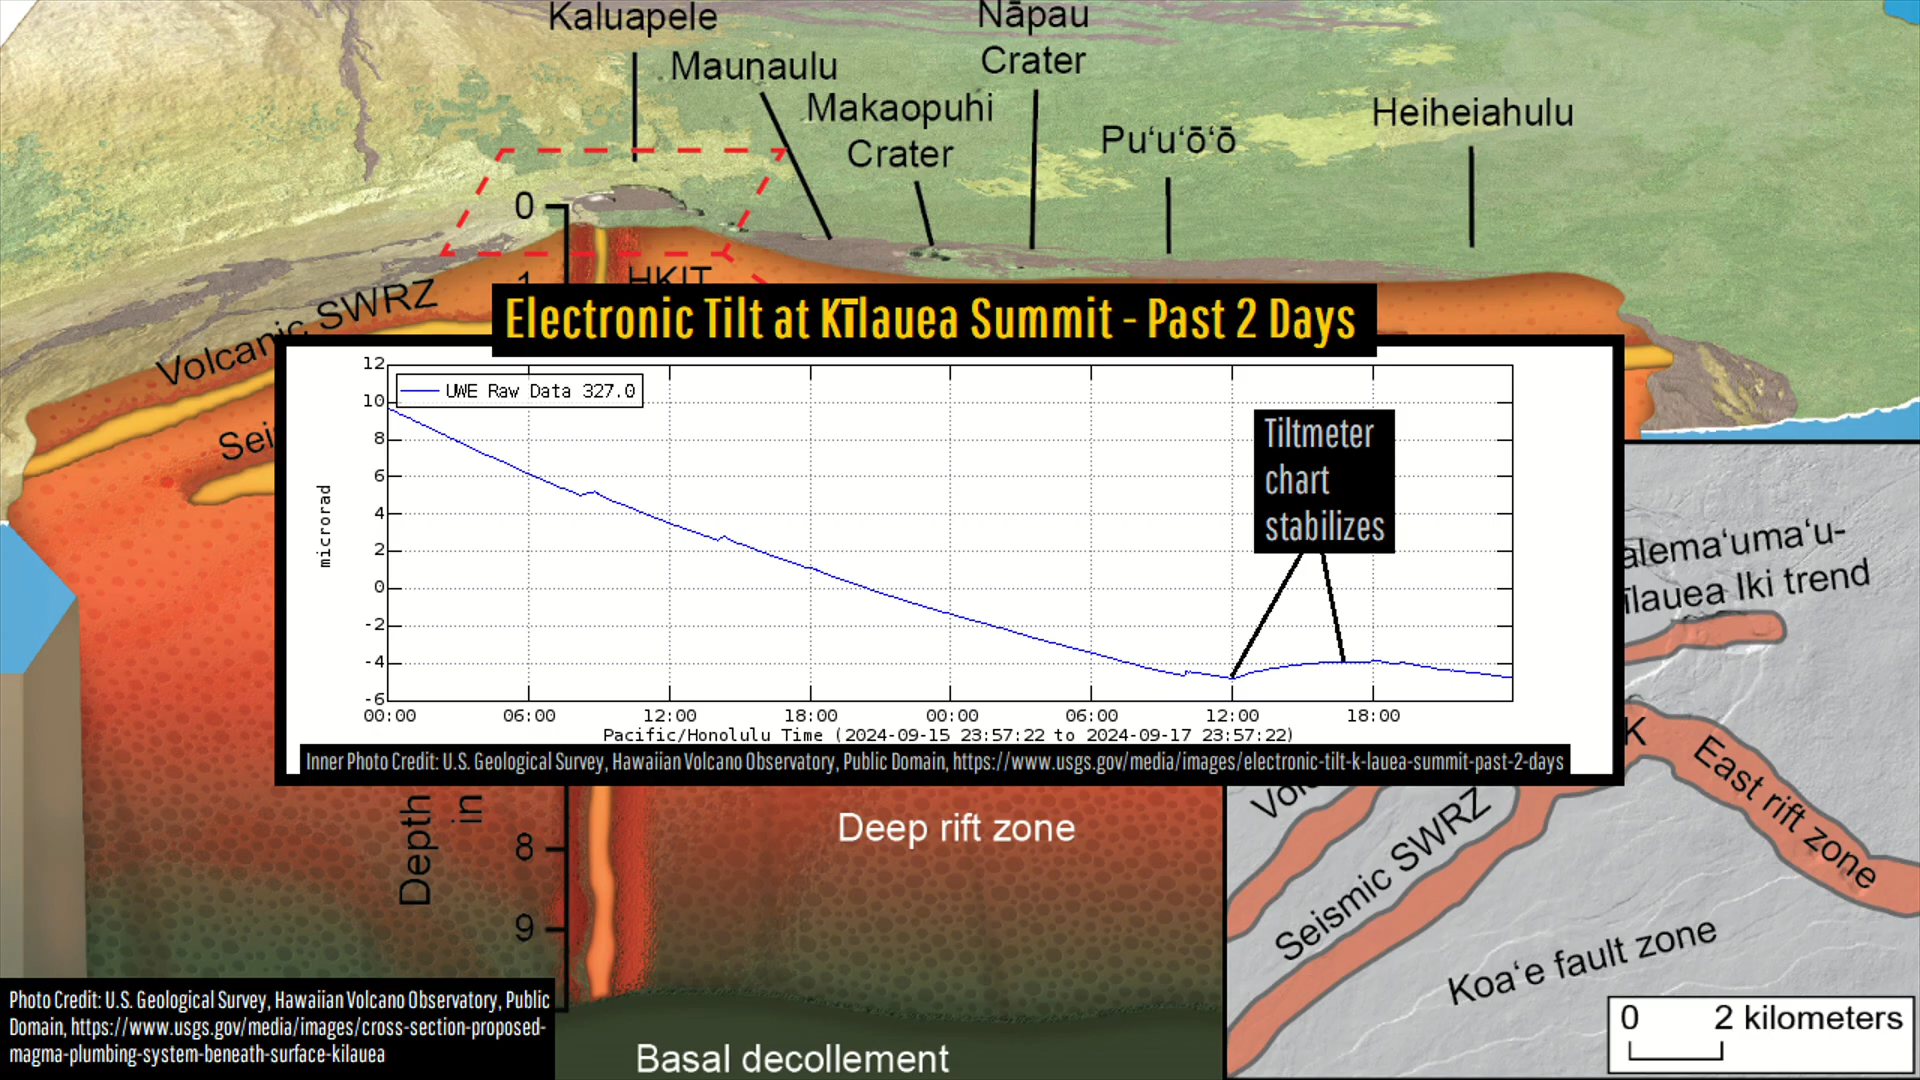 Kaluapele
Nāpau
Crater
Maunaulu
Makaopuhi
Crater
Puʻuʻōʻō
Heiheiahulu
0
1
HKIT
Volcanic SWRZ
Electronic Tilt at Kīlauea Summit - Past 2 Days
12
10
8
6
4
2
0
-2
-4
-6
microrad
UWE Raw Data 327.0
Tiltmeter
chart
stabilizes
00:00 06:00 12:00 18:00 00:00 06:00 12:00 18:00
Pacific/Honolulu Time (2024-09-15 23:57:22 to 2024-09-17 23:57:22)
Inner Photo Credit: U.S. Geological Survey, Hawaiian Volcano Observatory, Public Domain, https://www.usgs.gov/media/images/electronic-tilt-k-lauea-summit-past-2-days
alemaʻumaʻu-
īlauea Iki trend
K
East rift zone
Seismic SWRZ
Koaʻe fault zone
0 2 kilometers
Depth
in
8
9
Deep rift zone
Basal decollement
Photo Credit: U.S. Geological Survey, Hawaiian Volcano Observatory, Public
Domain, https://www.usgs.gov/media/images/cross-section-proposed-
magma-plumbing-system-beneath-surface-kilauea